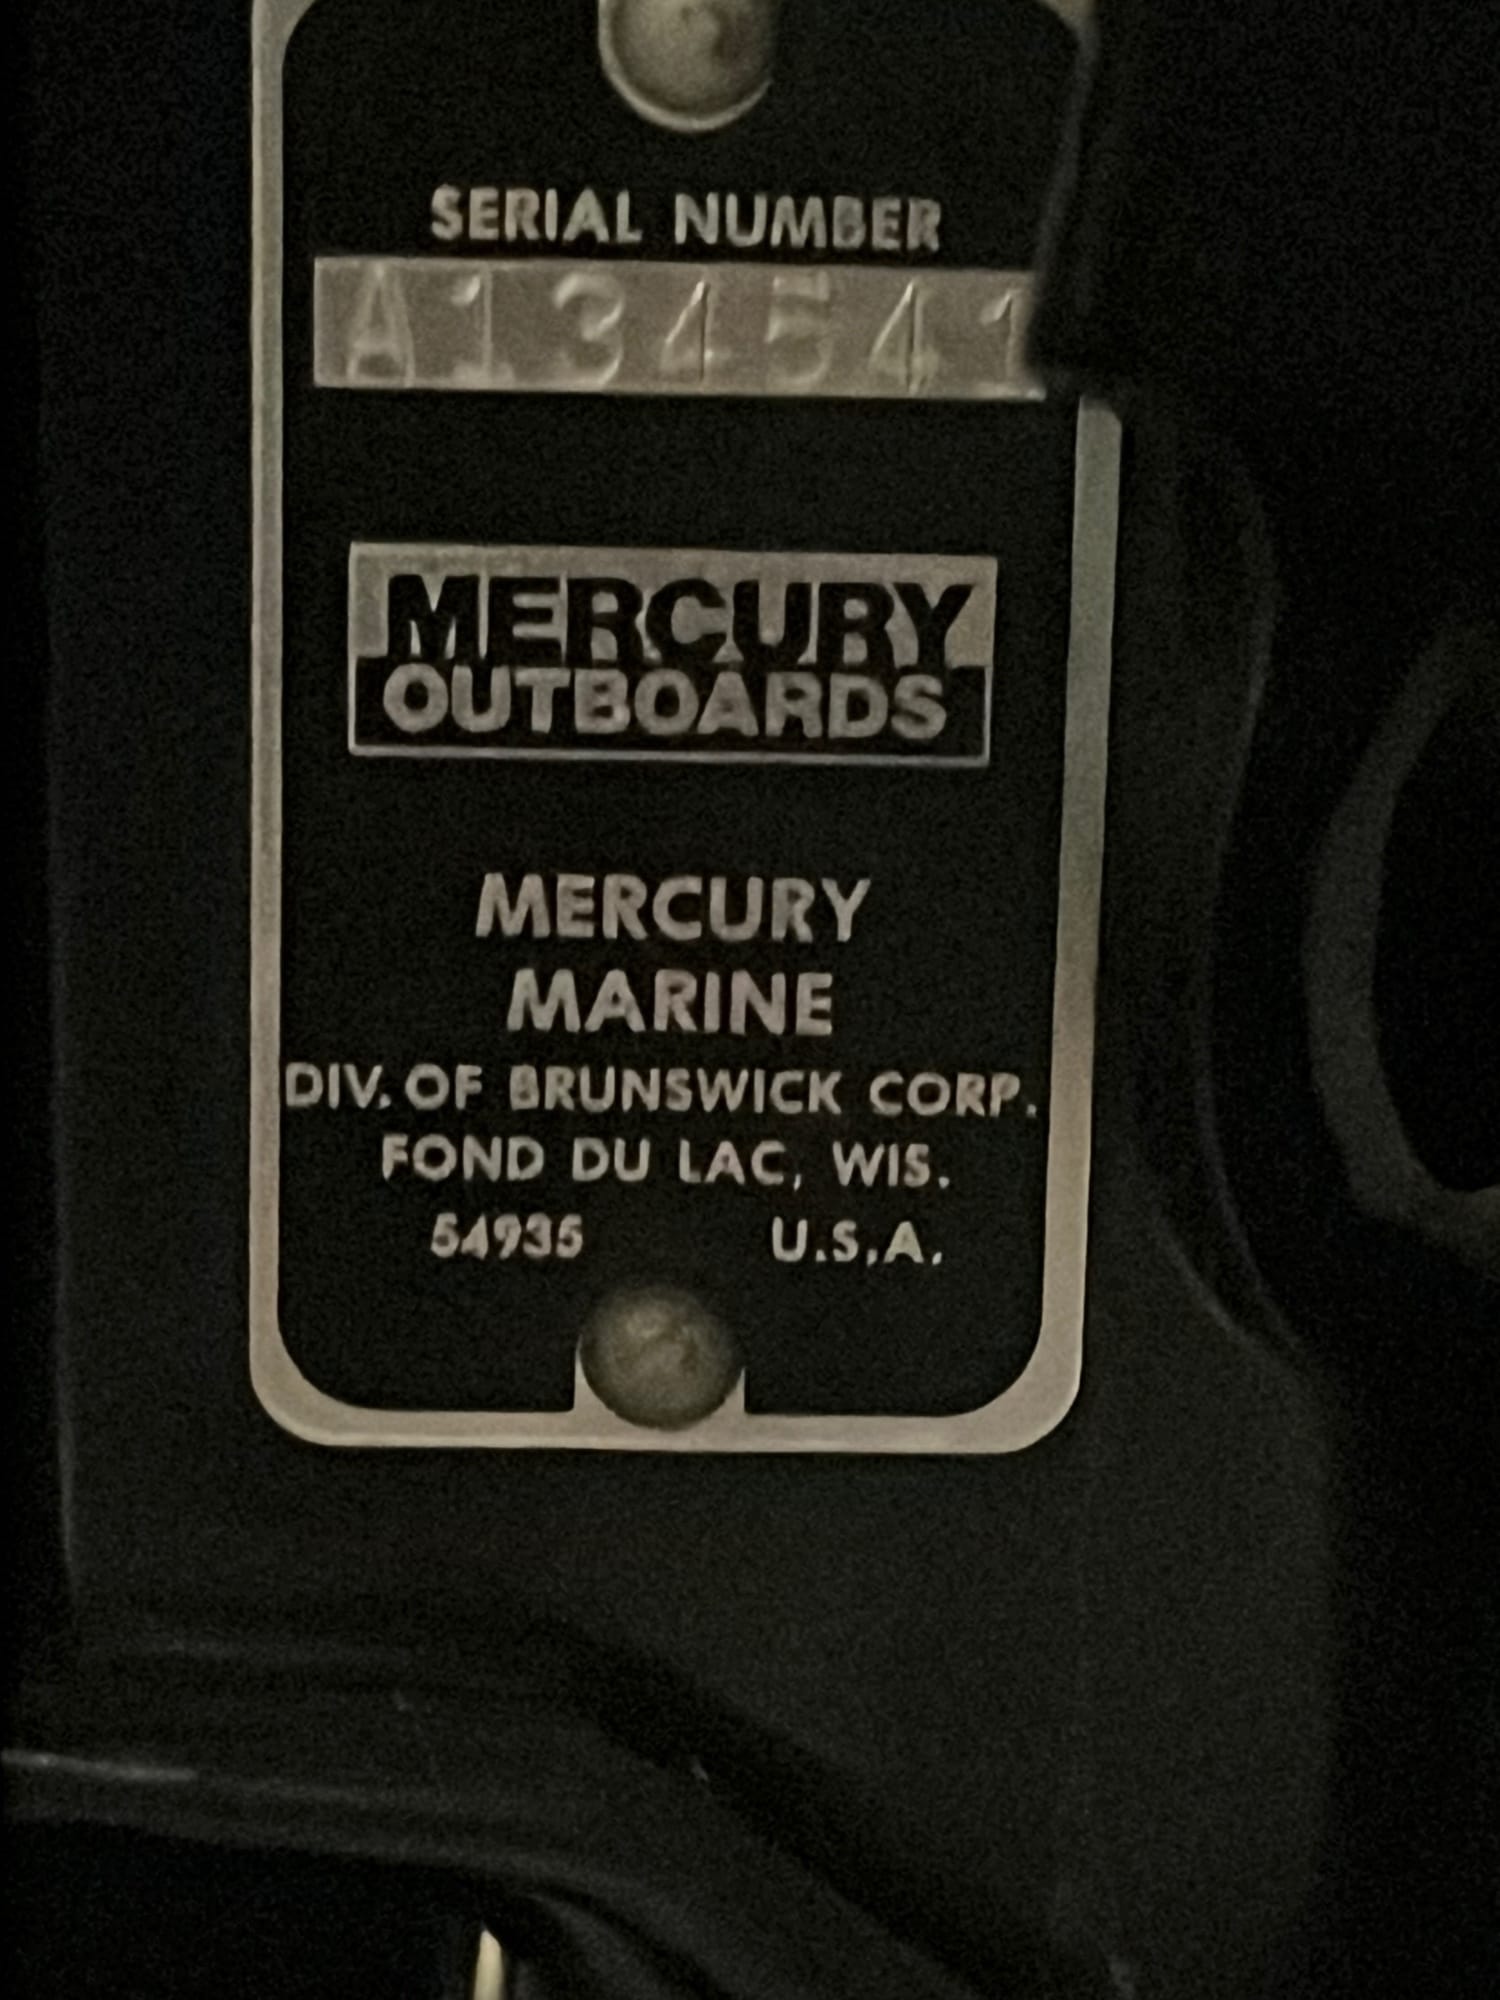 SERIAL NUMBER
A134541
MERCURY
OUTBOARDS
MERCURY
MARINE
DIV. OF BRUNSWICK CORP.
FOND DU LAC, WIS.
54935 U.S.A.